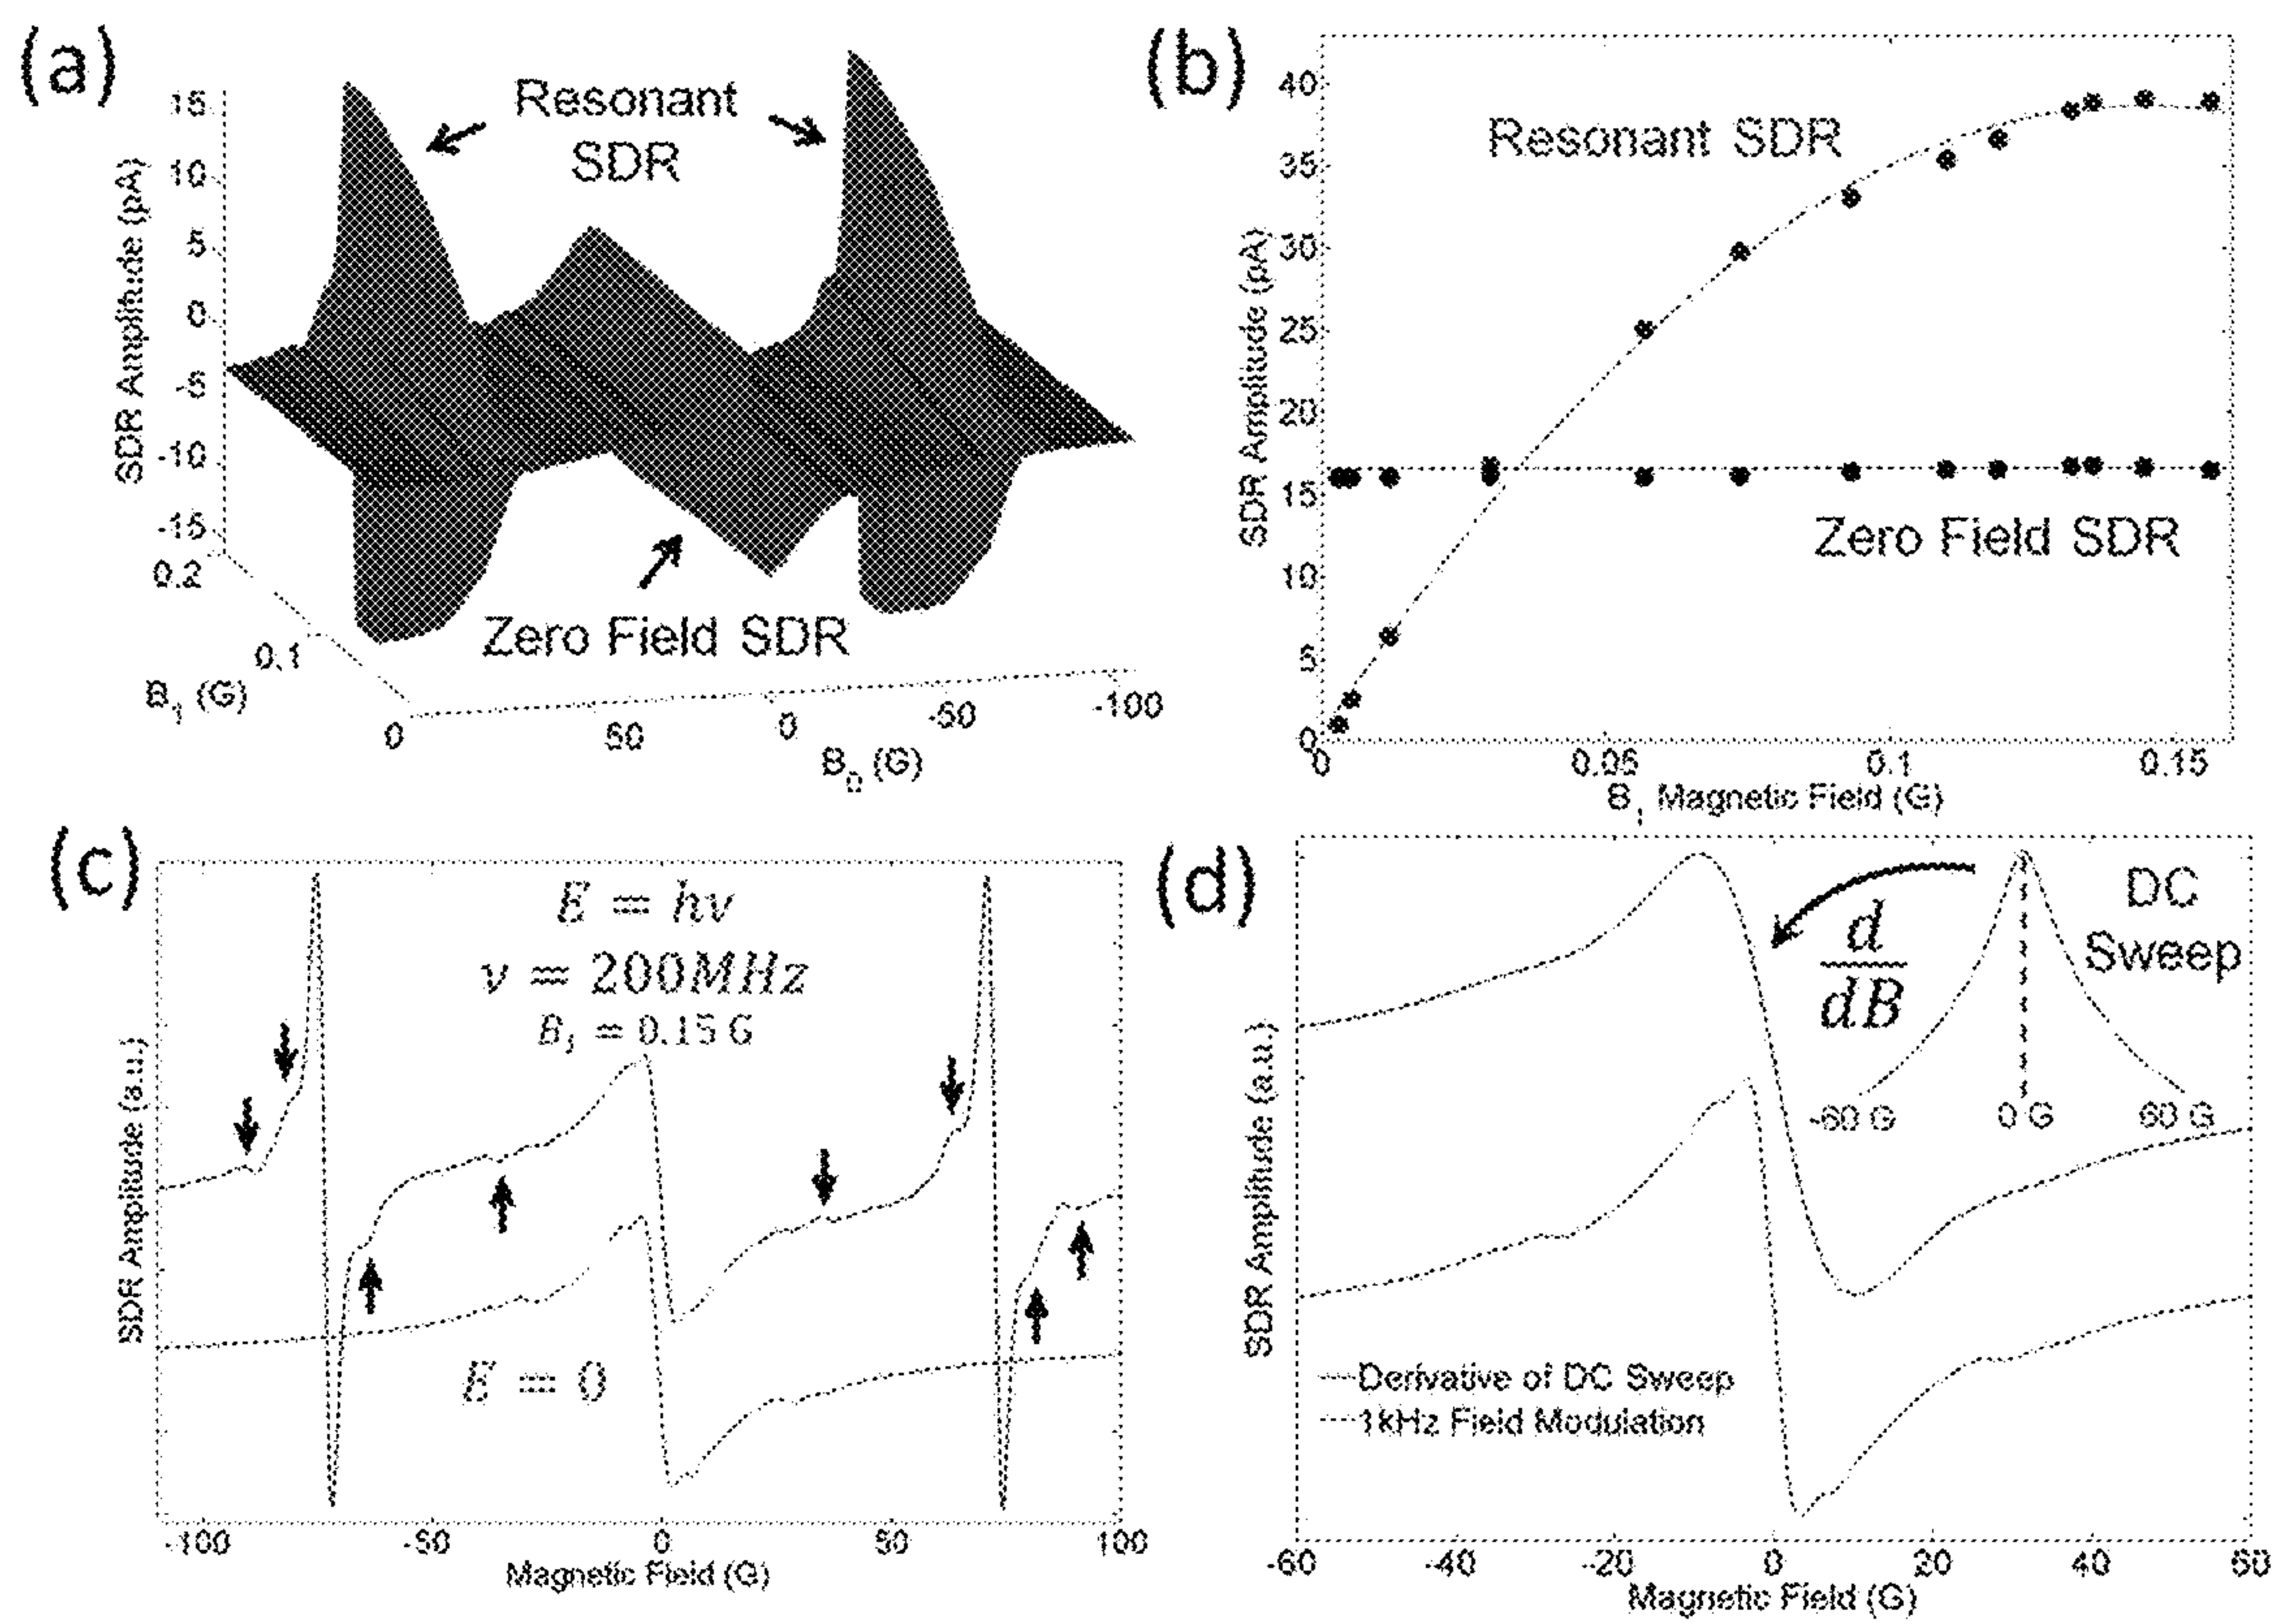 (a)
Resonant
SDR
SDR Amplitude (pA)
15
10
5
0
-5
-10
-15
0.2
0.1
0
B1 (G)
50
0
-50
-100
B0 (G)
Zero Field SDR
(b)
Resonant SDR
Zero Field SDR
SDR Amplitude (pA)
40
35
30
25
20
15
10
5
0
0
0.05
0.1
0.15
B1 Magnetic Field (G)
(c)
E = hν
ν = 200MHz
B1 = 0.15 G
E = 0
SDR Amplitude (a.u.)
-100
-50
0
50
100
Magnetic Field (G)
(d)
DC
Sweep
d
dB
-60 G
0 G
60 G
SDR Amplitude (a.u.)
Derivative of DC Sweep
1kHz Field Modulation
-60
-40
-20
0
20
40
60
Magnetic Field (G)